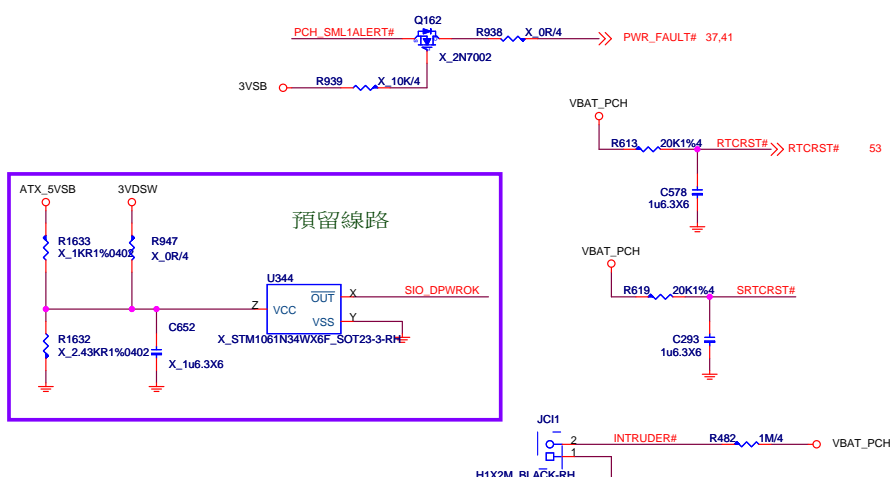 Q162
PCH_SML1ALERT#
R938
X_0R/4
PWR_FAULT# 37,41
X_2N7002
3VSB
R939
X_10K/4
VBAT_PCH
R613
20K1%4
RTCRST#
RTCRST#
53
C578
1u6.3X6
ATX_5VSB
3VDSW
預留線路
R1633
X_1KR1%0402
R947
X_0R/4
U344
Z
VCC
OUT
X
SIO_DPWROK
VSS
Y
X_STM1061N34WX6F_SOT23-3-RH
C652
X_1u6.3X6
R1632
X_2.43KR1%0402
VBAT_PCH
R619
20K1%4
SRTCRST#
C293
1u6.3X6
JCI1
2
1
INTRUDER#
R482
1M/4
VBAT_PCH
H1X2M_BLACK-RH